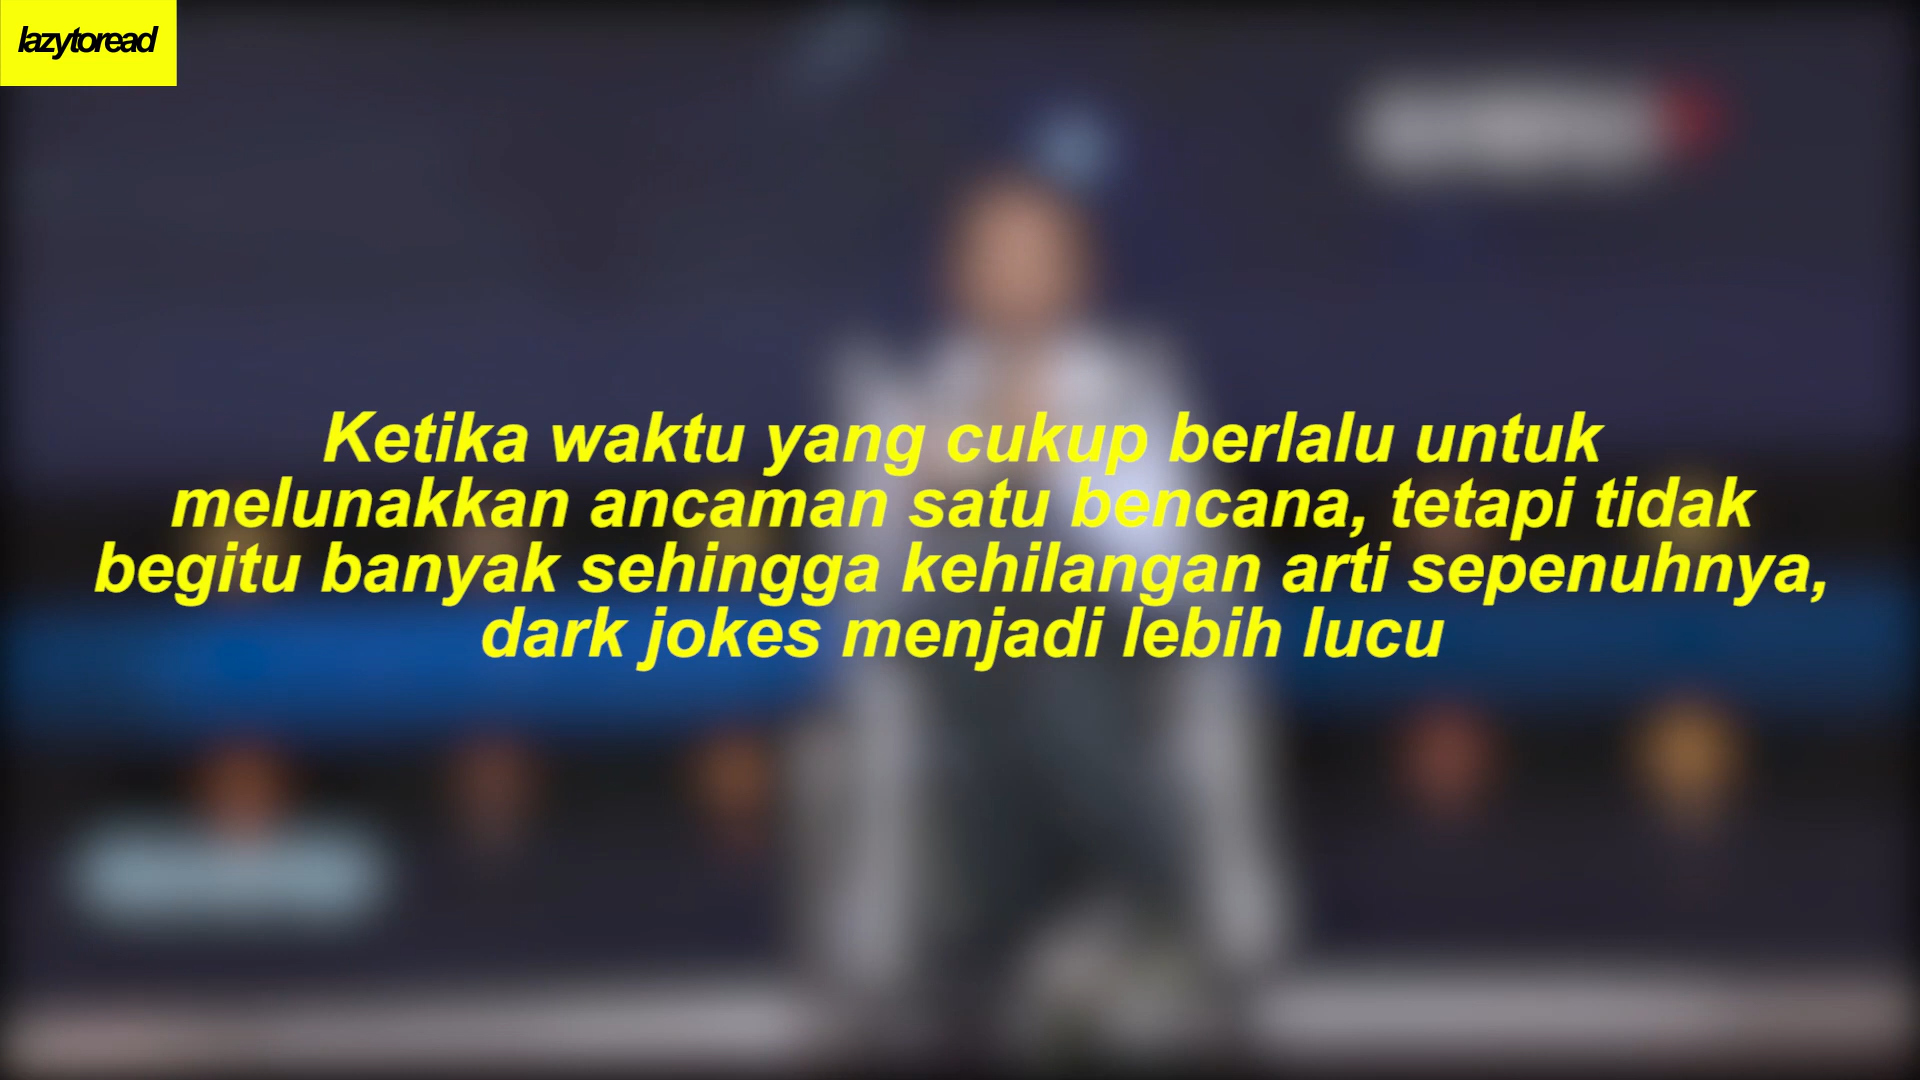 lazytoread
Ketika waktu yang cukup berlalu untuk
melunakkan ancaman satu bencana, tetapi tidak
begitu banyak sehingga kehilangan arti sepenuhnya,
dark jokes menjadi lebih lucu